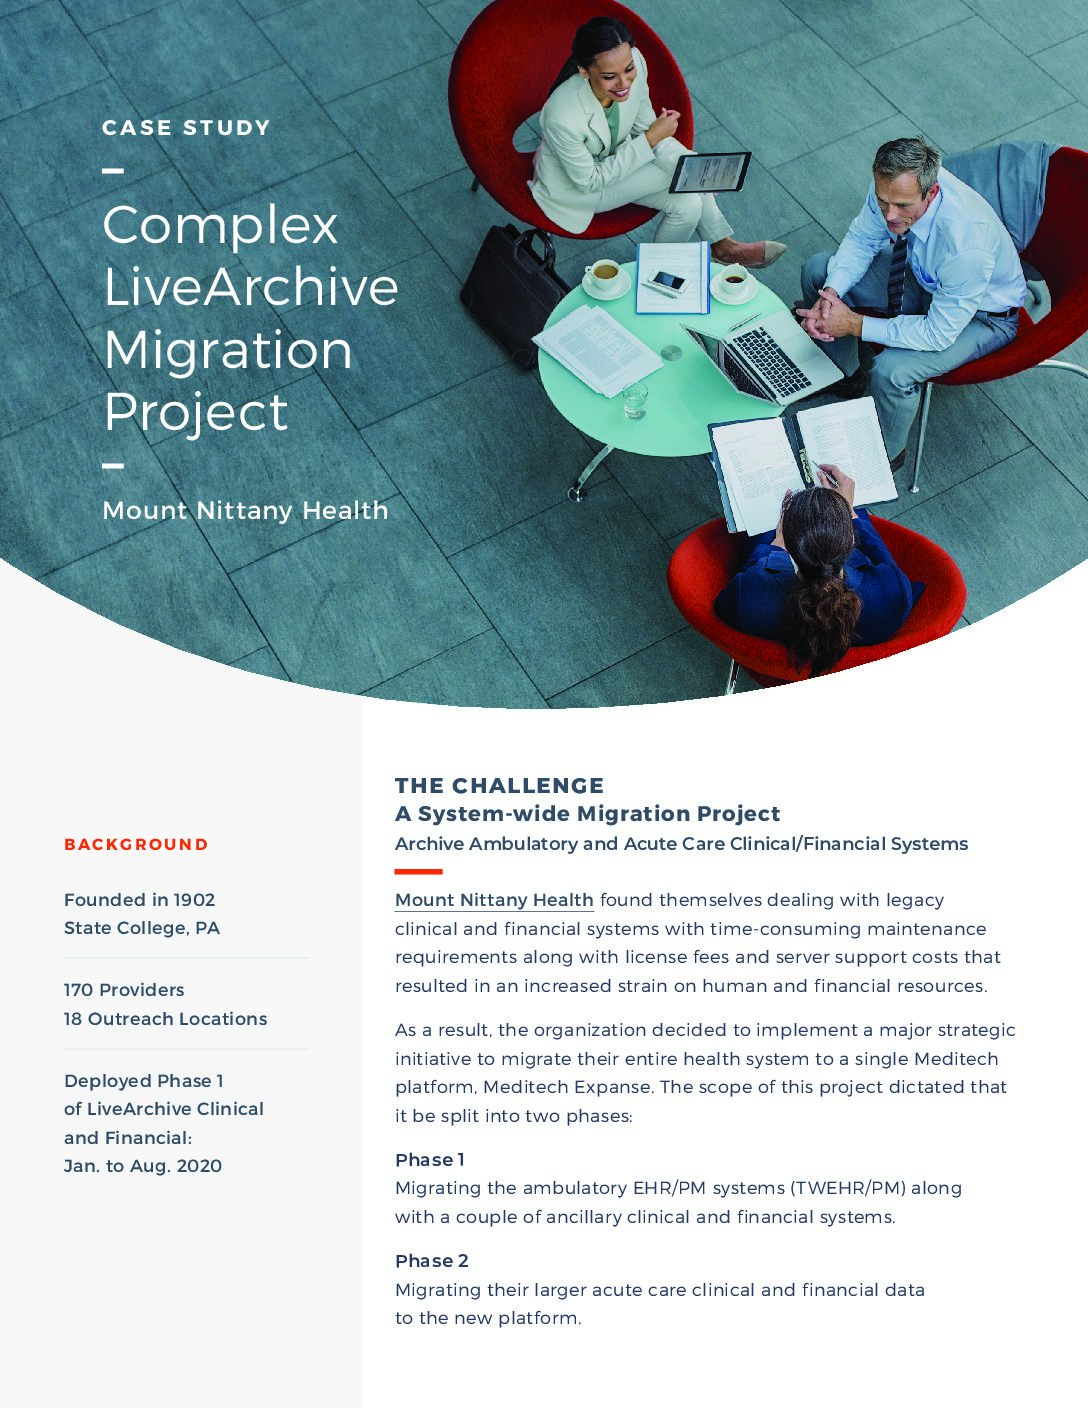 CASE STUDY
Complex
LiveArchive
Migration
Project
Mount Nittany Health
BACKGROUND
Founded in 1902
State College, PA
170 Providers
18 Outreach Locations
Deployed Phase 1
of LiveArchive Clinical
and Financial:
Jan. to Aug. 2020
THE CHALLENGE
A System-wide Migration Project
Archive Ambulatory and Acute Care Clinical/Financial Systems
Mount Nittany Health found themselves dealing with legacy
clinical and financial systems with time-consuming maintenance
requirements along with license fees and server support costs that
resulted in an increased strain on human and financial resources.
As a result, the organization decided to implement a major strategic
initiative to migrate their entire health system to a single Meditech
platform, Meditech Expanse. The scope of this project dictated that
it be split into two phases:
Phase 1
Migrating the ambulatory EHR/PM systems (TWEHR/PM) along
with a couple of ancillary clinical and financial systems.
Phase 2
Migrating their larger acute care clinical and financial data
to the new platform.